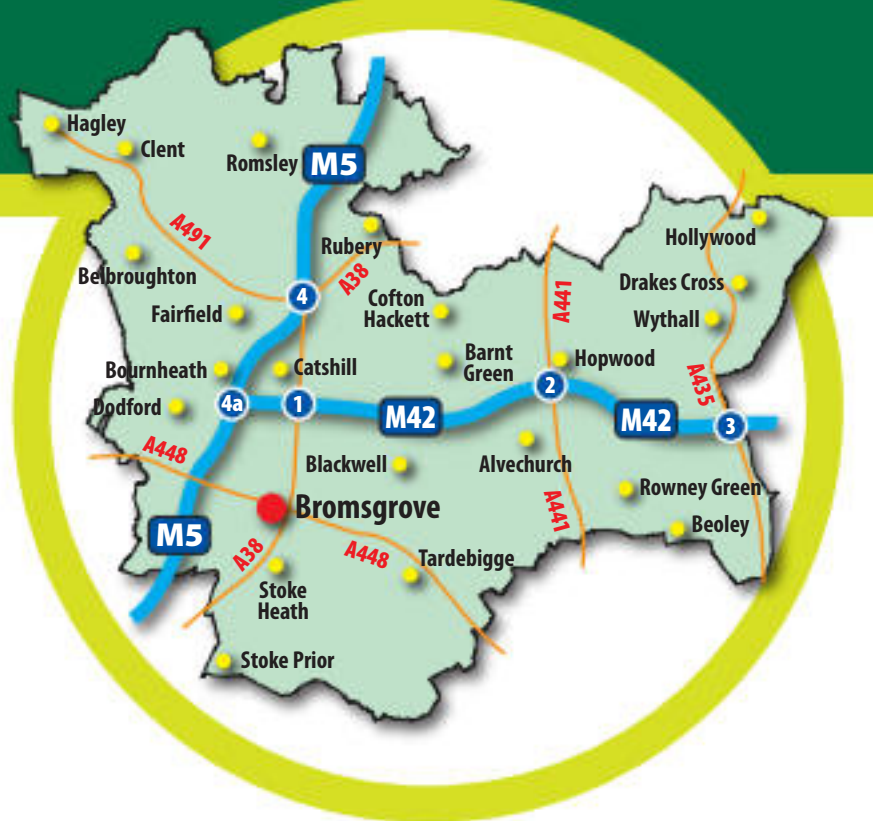 Hagley
Clent
Romsley
M5
A491
Rubery
Hollywood
Belbroughton
A38
Drakes Cross
4
Cofton
Hackett
A441
Fairfield
Wythall
Barnt
Green
Hopwood
Bournheath
Catshill
A435
2
Dodford
4a
1
M42
M42
3
A448
Blackwell
Alvechurch
Rowney Green
Bromsgrove
A441
Beoley
M5
A38
A448
Tardebigge
Stoke
Heath
Stoke Prior